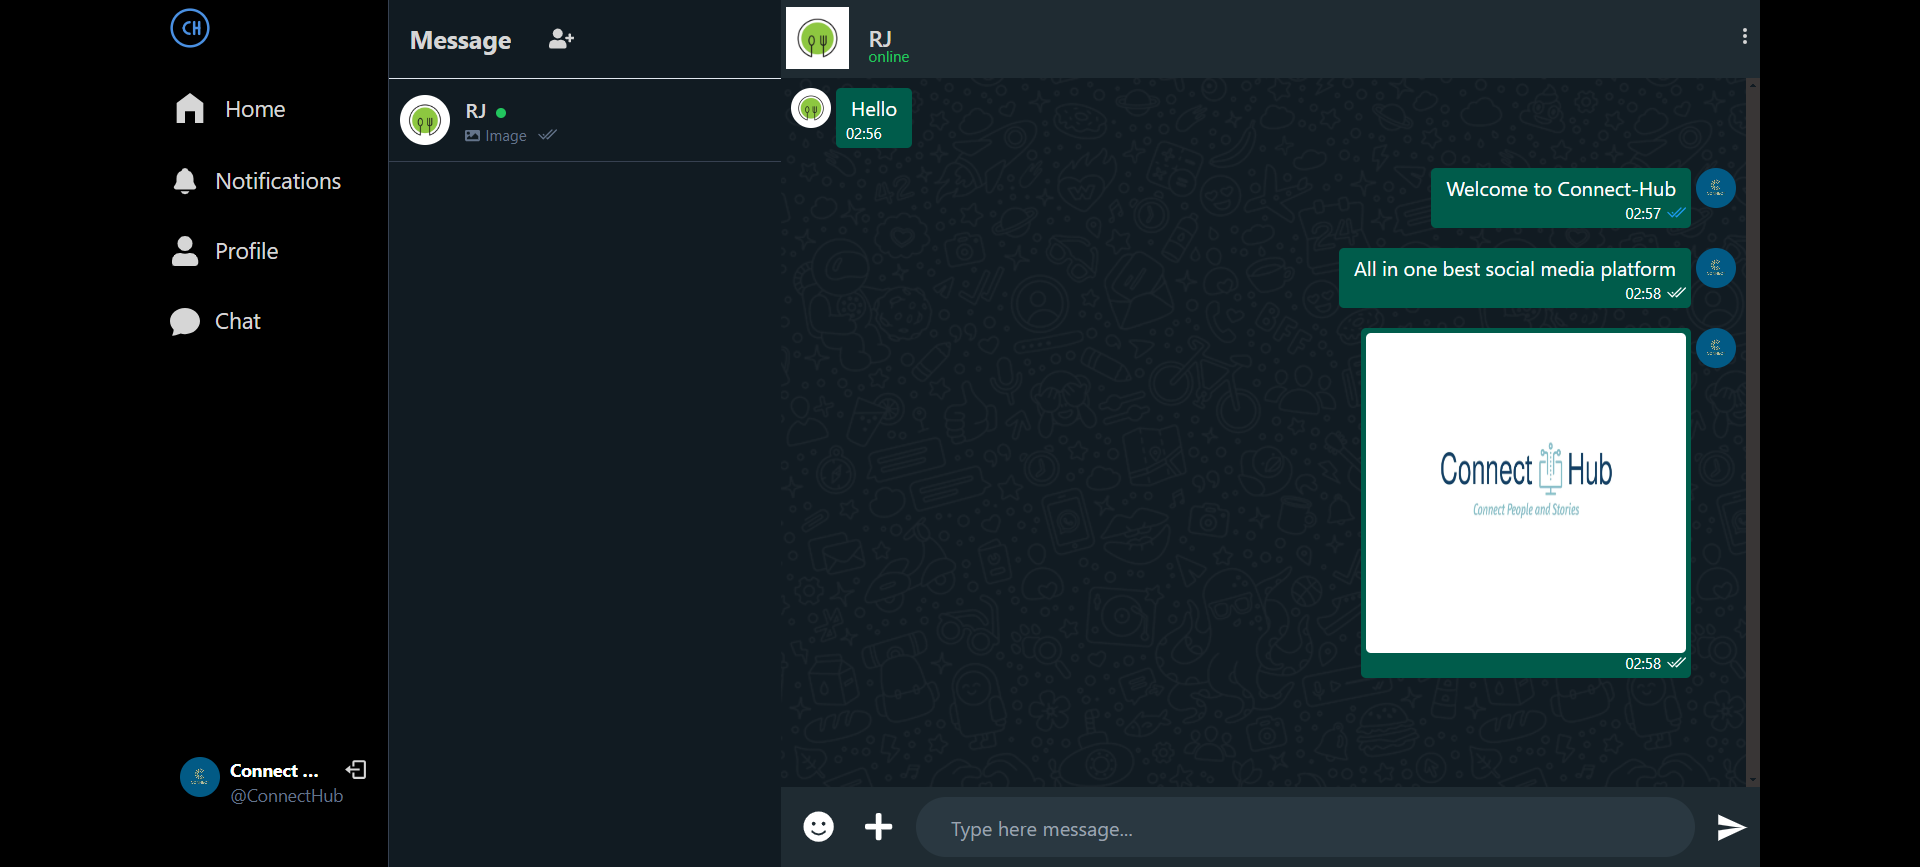 CH
Home
Notifications
Profile
Chat
Connect ...
@ConnectHub
Message
RJ
Image
RJ
online
Hello
02:56
Welcome to Connect-Hub
02:57
All in one best social media platform
02:58
Connect Hub
Connect People and Stories
02:58
Type here message...